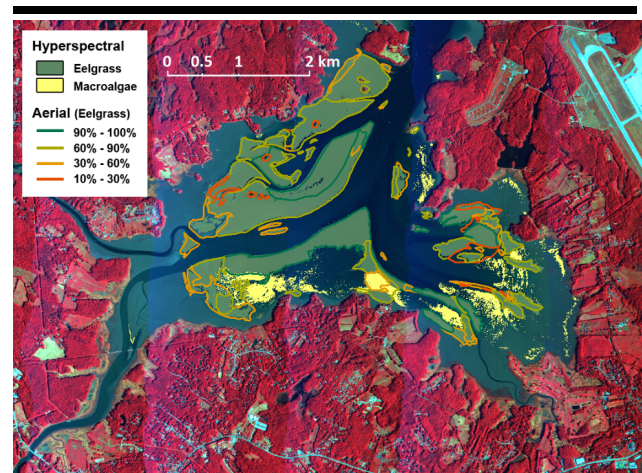 Hyperspectral
Eelgrass
Macroalgae
Aerial (Eelgrass)
90% - 100%
60% - 90%
30% - 60%
10% - 30%
0 0.5 1 2 km